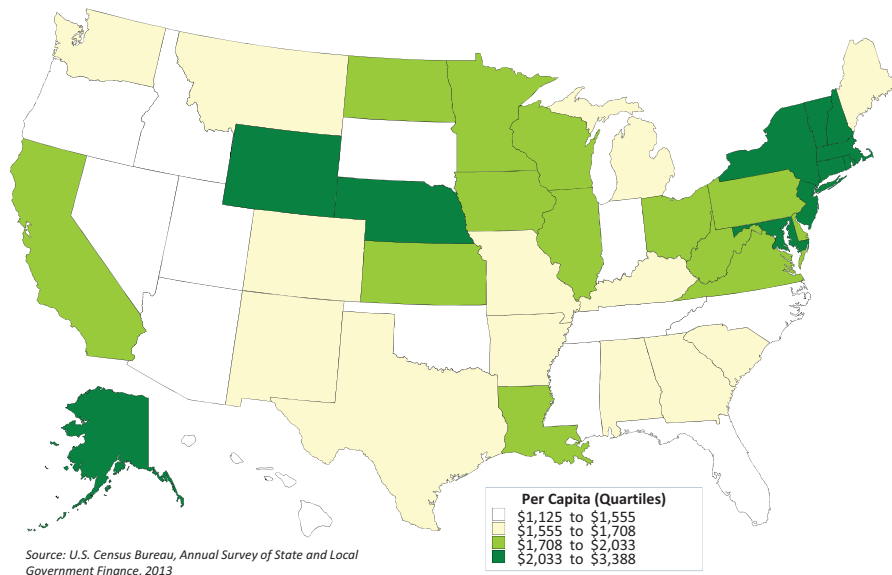 Per Capita (Quartiles)
$1,125 to $1,555
$1,555 to $1,708
$1,708 to $2,033
$2,033 to $3,388
Source: U.S. Census Bureau, Annual Survey of State and Local
Government Finance, 2013